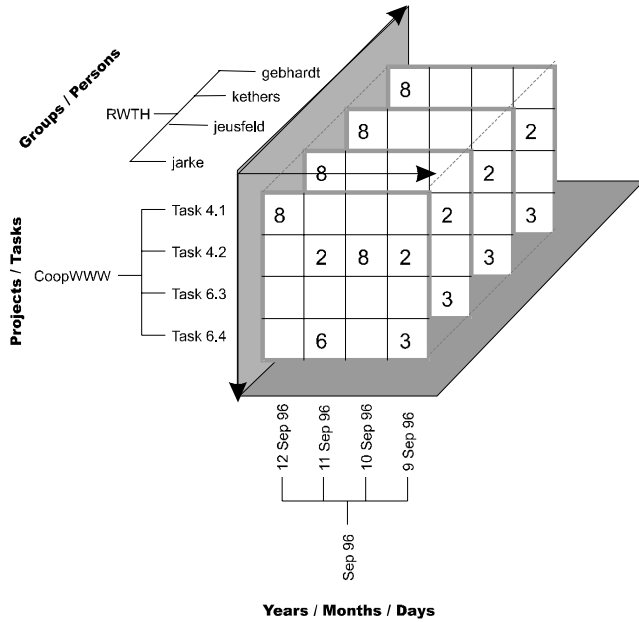 Groups / Persons
gebhardt
kethers
RWTH
jeusfeld
jarke
Projects / Tasks
CoopWWW
Task 4.1
Task 4.2
Task 6.3
Task 6.4
8
8 2
8 2 3
8 2 3
2 8 2 3
6 3
12 Sep 96
11 Sep 96
10 Sep 96
9 Sep 96
Sep 96
Years / Months / Days